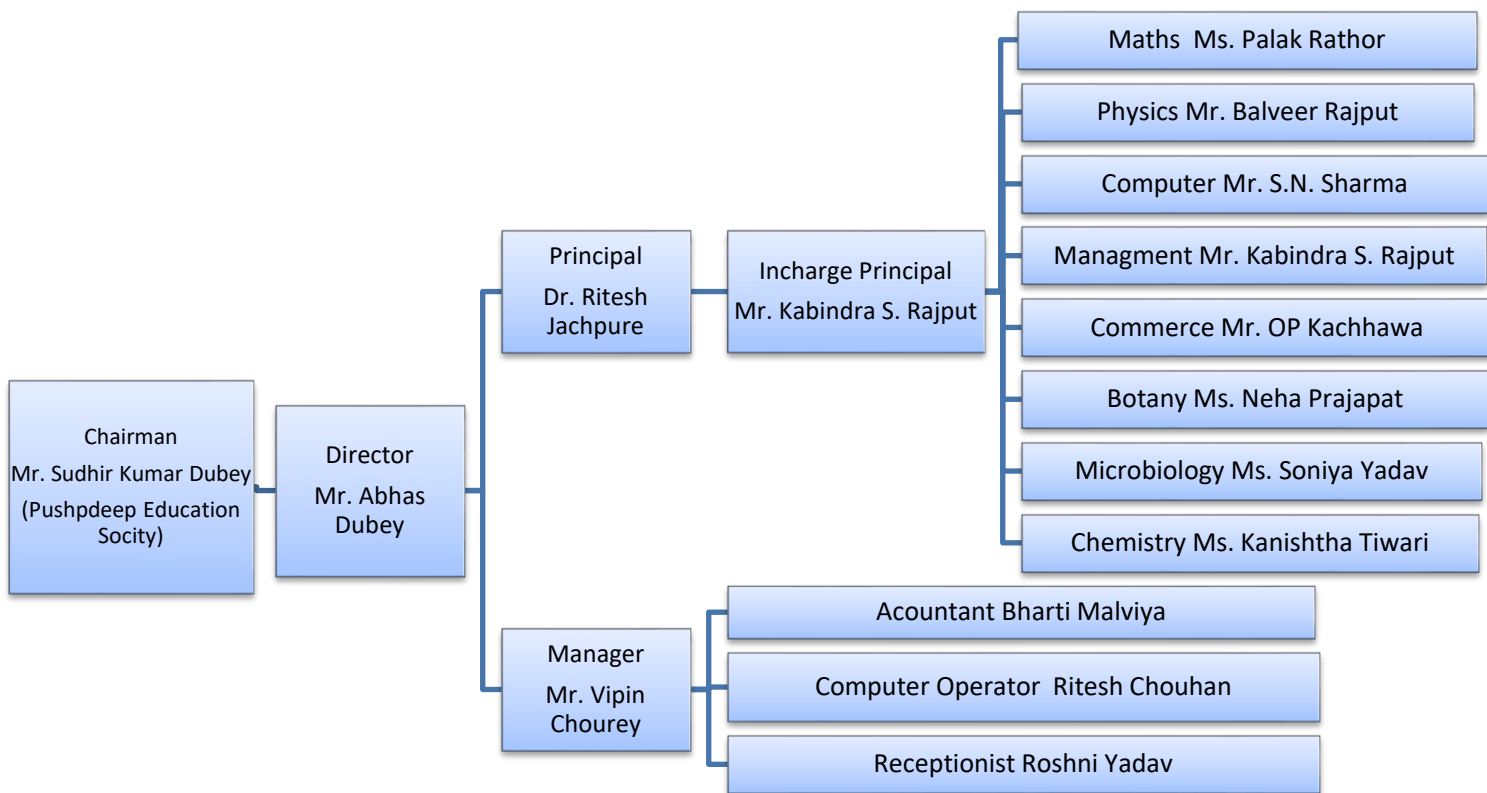 Chairman
Mr. Sudhir Kumar Dubey
(Pushpdeep Education
Socity)
Director
Mr. Abhas
Dubey
Principal
Dr. Ritesh
Jachpure
Incharge Principal
Mr. Kabindra S. Rajput
Maths  Ms. Palak Rathor
Physics Mr. Balveer Rajput
Computer Mr. S.N. Sharma
Managment Mr. Kabindra S. Rajput
Commerce Mr. OP Kachhawa
Botany Ms. Neha Prajapat
Microbiology Ms. Soniya Yadav
Chemistry Ms. Kanishtha Tiwari
Manager
Mr. Vipin
Chourey
Acountant Bharti Malviya
Computer Operator  Ritesh Chouhan
Receptionist Roshni Yadav